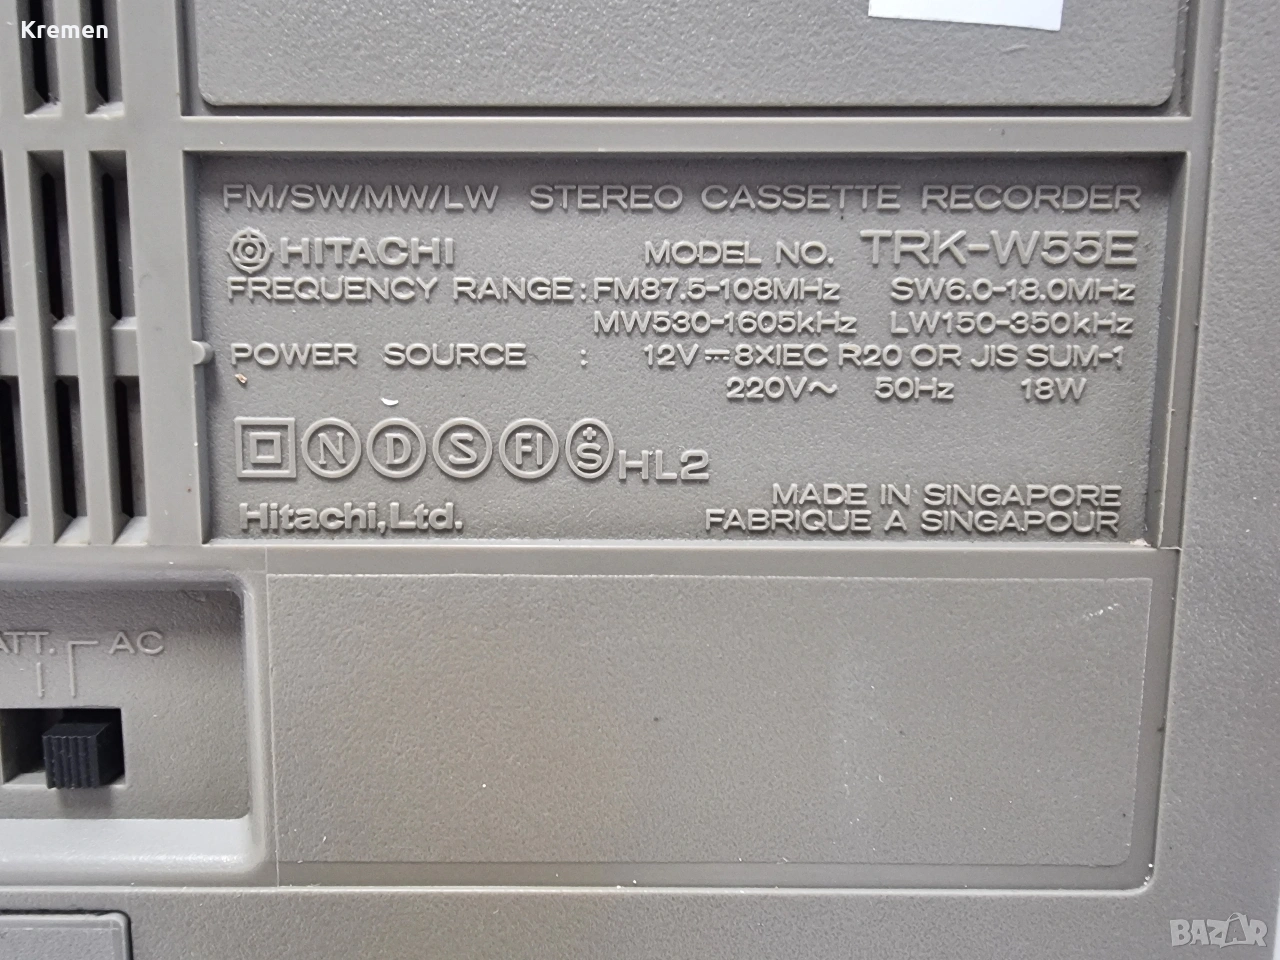 Kremen
FM/SW/MW/LW STEREO CASSETTE RECORDER
HITACHI MODEL NO. TRK-W55E
FREQUENCY RANGE : FM87.5-108MHz SW6.0-18.0MHz
MW530-1605kHz LW150-350kHz
POWER SOURCE : 12V⎓8XIEC R20 OR JIS SUM-1
220V~ 50Hz 18W
N D S FI +S HL2
Hitachi, Ltd.
MADE IN SINGAPORE
FABRIQUE A SINGAPOUR
ATT. AC
BAZAR